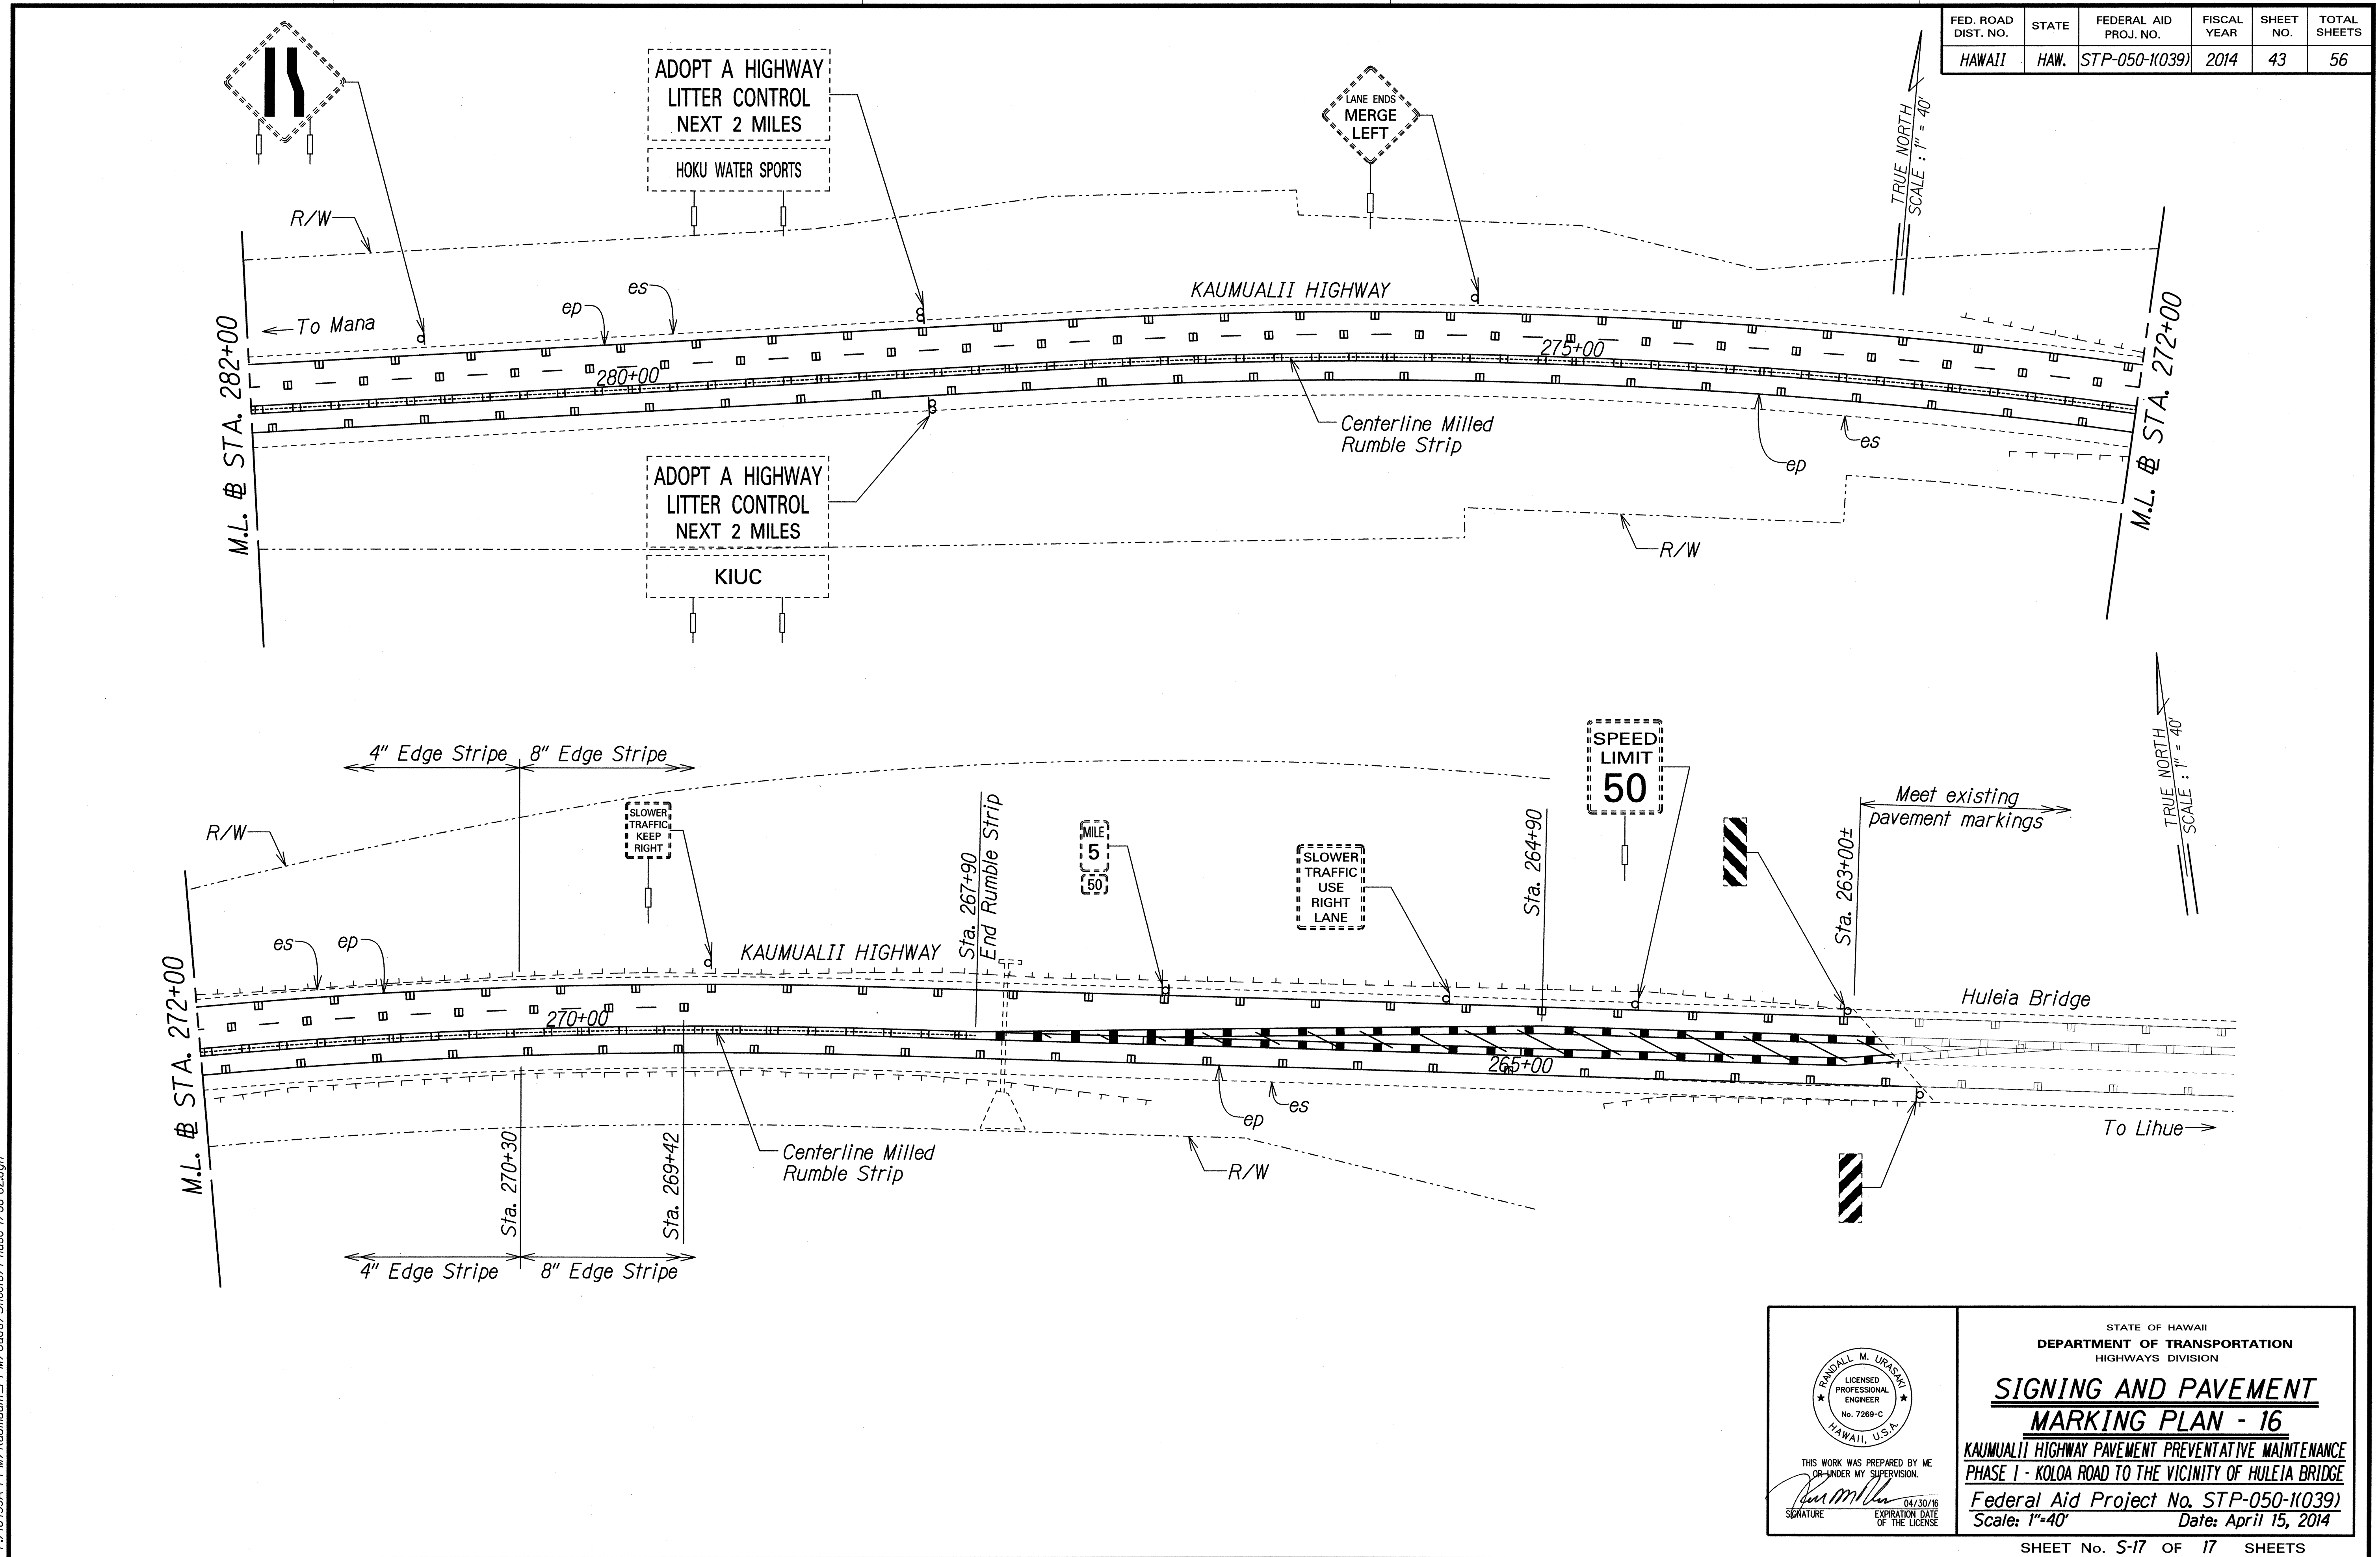 FED. ROAD DIST. NO.
STATE
FEDERAL AID PROJ. NO.
FISCAL YEAR
SHEET NO.
TOTAL SHEETS
HAWAII
HAW.
STP-050-1(039)
2014
43
56
ADOPT A HIGHWAY
LITTER CONTROL
NEXT 2 MILES
HOKU WATER SPORTS
LANE ENDS
MERGE
LEFT
TRUE NORTH
SCALE : 1" = 40'
R/W
KAUMUALII HIGHWAY
es
ep
To Mana
M.L. ⅊ STA. 282+00
280+00
275+00
M.L. ⅊ STA. 272+00
Centerline Milled
Rumble Strip
es
ep
ADOPT A HIGHWAY
LITTER CONTROL
NEXT 2 MILES
KIUC
R/W
4" Edge Stripe
8" Edge Stripe
SPEED
LIMIT
50
TRUE NORTH
SCALE : 1" = 40'
Meet existing
pavement markings
R/W
SLOWER
TRAFFIC
KEEP
RIGHT
Sta. 267+90
End Rumble Strip
MILE
5
50
SLOWER
TRAFFIC
USE
RIGHT
LANE
Sta. 264+90
Sta. 263+00±
es
ep
KAUMUALII HIGHWAY
Huleia Bridge
M.L. ⅊ STA. 272+00
270+00
265+00
ep
es
To Lihue
Sta. 270+30
Sta. 269+42
Centerline Milled
Rumble Strip
R/W
4" Edge Stripe
8" Edge Stripe
RANDALL M. URASAKI
LICENSED
PROFESSIONAL
ENGINEER
No. 7269-C
HAWAII, U.S.A.
THIS WORK WAS PREPARED BY ME
OR UNDER MY SUPERVISION.
04/30/16
SIGNATURE
EXPIRATION DATE
OF THE LICENSE
STATE OF HAWAII
DEPARTMENT OF TRANSPORTATION
HIGHWAYS DIVISION
SIGNING AND PAVEMENT
MARKING PLAN - 16
KAUMUALII HIGHWAY PAVEMENT PREVENTATIVE MAINTENANCE
PHASE 1 - KOLOA ROAD TO THE VICINITY OF HULEIA BRIDGE
Federal Aid Project No. STP-050-1(039)
Scale: 1"=40'
Date: April 15, 2014
SHEET No. S-17 OF 17 SHEETS